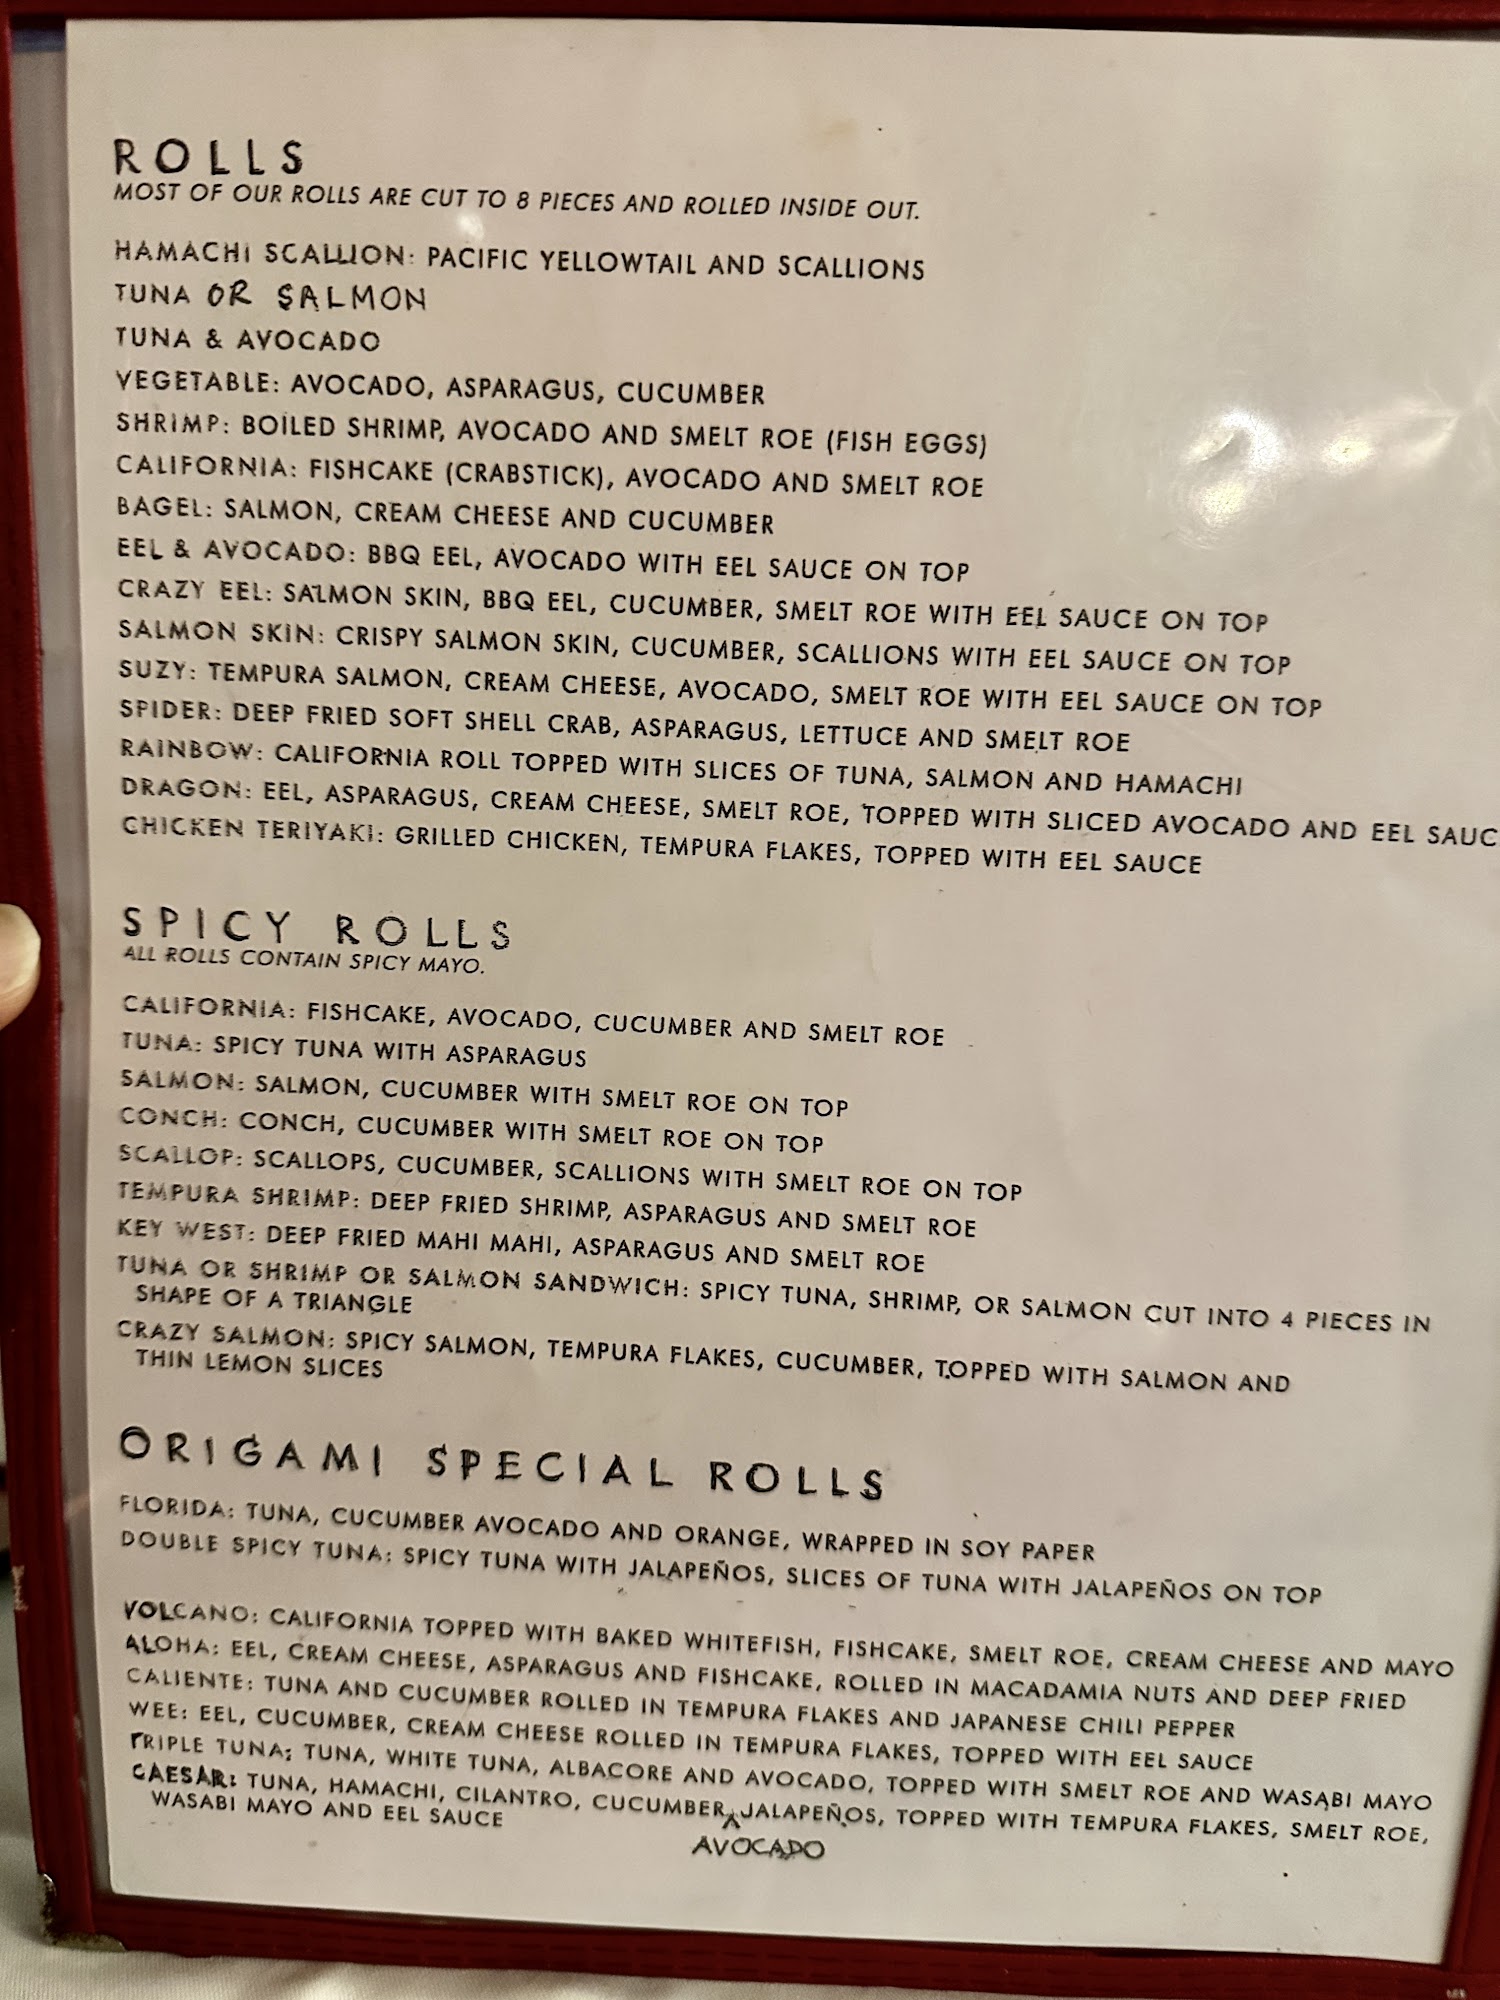 ROLLS
MOST OF OUR ROLLS ARE CUT TO 8 PIECES AND ROLLED INSIDE OUT.
HAMACHI SCALLION: PACIFIC YELLOWTAIL AND SCALLIONS
TUNA OR SALMON
TUNA & AVOCADO
VEGETABLE: AVOCADO, ASPARAGUS, CUCUMBER
SHRIMP: BOILED SHRIMP, AVOCADO AND SMELT ROE (FISH EGGS)
CALIFORNIA: FISHCAKE (CRABSTICK), AVOCADO AND SMELT ROE
BAGEL: SALMON, CREAM CHEESE AND CUCUMBER
EEL & AVOCADO: BBQ EEL, AVOCADO WITH EEL SAUCE ON TOP
CRAZY EEL: SALMON SKIN, BBQ EEL, CUCUMBER, SMELT ROE WITH EEL SAUCE ON TOP
SALMON SKIN: CRISPY SALMON SKIN, CUCUMBER, SCALLIONS WITH EEL SAUCE ON TOP
SUZY: TEMPURA SALMON, CREAM CHEESE, AVOCADO, SMELT ROE WITH EEL SAUCE ON TOP
SPIDER: DEEP FRIED SOFT SHELL CRAB, ASPARAGUS, LETTUCE AND SMELT ROE
RAINBOW: CALIFORNIA ROLL TOPPED WITH SLICES OF TUNA, SALMON AND HAMACHI
DRAGON: EEL, ASPARAGUS, CREAM CHEESE, SMELT ROE, TOPPED WITH SLICED AVOCADO AND EEL SAUC
CHICKEN TERIYAKI: GRILLED CHICKEN, TEMPURA FLAKES, TOPPED WITH EEL SAUCE
SPICY ROLLS
ALL ROLLS CONTAIN SPICY MAYO.
CALIFORNIA: FISHCAKE, AVOCADO, CUCUMBER AND SMELT ROE
TUNA: SPICY TUNA WITH ASPARAGUS
SALMON: SALMON, CUCUMBER WITH SMELT ROE ON TOP
CONCH: CONCH, CUCUMBER WITH SMELT ROE ON TOP
SCALLOP: SCALLOPS, CUCUMBER, SCALLIONS WITH SMELT ROE ON TOP
TEMPURA SHRIMP: DEEP FRIED SHRIMP, ASPARAGUS AND SMELT ROE
KEY WEST: DEEP FRIED MAHI MAHI, ASPARAGUS AND SMELT ROE
TUNA OR SHRIMP OR SALMON SANDWICH: SPICY TUNA, SHRIMP, OR SALMON CUT INTO 4 PIECES IN
SHAPE OF A TRIANGLE
CRAZY SALMON: SPICY SALMON, TEMPURA FLAKES, CUCUMBER, TOPPED WITH SALMON AND
THIN LEMON SLICES
ORIGAMI SPECIAL ROLLS
FLORIDA: TUNA, CUCUMBER AVOCADO AND ORANGE, WRAPPED IN SOY PAPER
DOUBLE SPICY TUNA: SPICY TUNA WITH JALAPEÑOS, SLICES OF TUNA WITH JALAPEÑOS ON TOP
VOLCANO: CALIFORNIA TOPPED WITH BAKED WHITEFISH, FISHCAKE, SMELT ROE, CREAM CHEESE AND MAYO
ALOHA: EEL, CREAM CHEESE, ASPARAGUS AND FISHCAKE, ROLLED IN MACADAMIA NUTS AND DEEP FRIED
CALIENTE: TUNA AND CUCUMBER ROLLED IN TEMPURA FLAKES AND JAPANESE CHILI PEPPER
WEE: EEL, CUCUMBER, CREAM CHEESE ROLLED IN TEMPURA FLAKES, TOPPED WITH EEL SAUCE
TRIPLE TUNA: TUNA, WHITE TUNA, ALBACORE AND AVOCADO, TOPPED WITH SMELT ROE AND WASABI MAYO
CAESAR: TUNA, HAMACHI, CILANTRO, CUCUMBER, JALAPEÑOS, TOPPED WITH TEMPURA FLAKES, SMELT ROE,
WASABI MAYO AND EEL SAUCE
AVOCADO